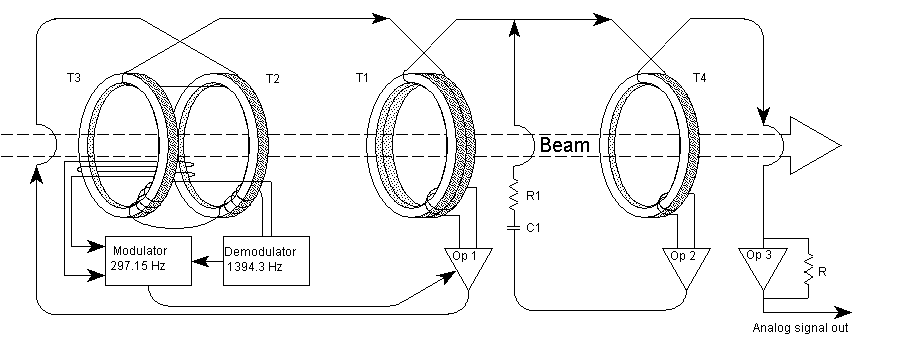 T3
T2
T1
T4
Beam
R1
C1
Modulator
297.15 Hz
Demodulator
1394.3 Hz
Op 1
Op 2
Op 3
R
Analog signal out